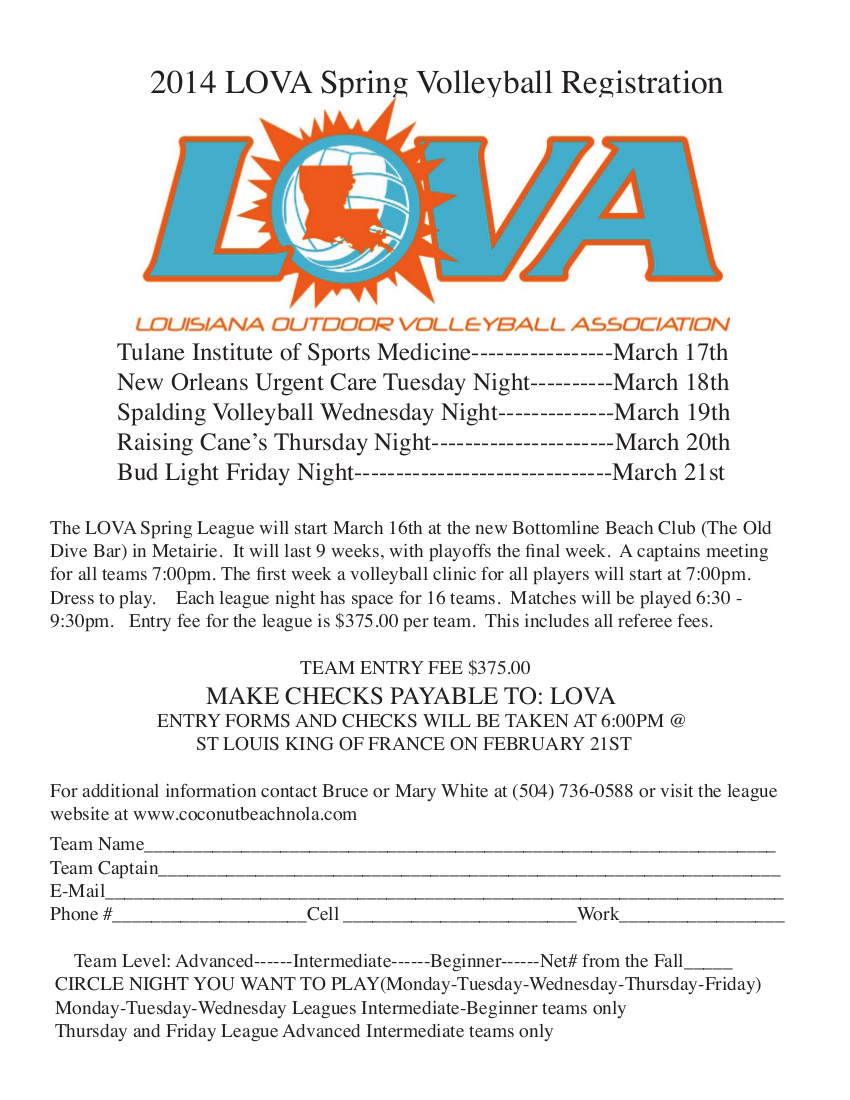 2014 LOVA Spring Volleyball Registration
LOVA
LOUISIANA OUTDOOR VOLLEYBALL ASSOCIATION
Tulane Institute of Sports Medicine-----------------March 17th
New Orleans Urgent Care Tuesday Night----------March 18th
Spalding Volleyball Wednesday Night--------------March 19th
Raising Cane’s Thursday Night----------------------March 20th
Bud Light Friday Night-------------------------------March 21st
The LOVA Spring League will start March 16th at the new Bottomline Beach Club (The Old
Dive Bar) in Metairie.  It will last 9 weeks, with playoffs the final week.  A captains meeting
for all teams 7:00pm. The first week a volleyball clinic for all players will start at 7:00pm.
Dress to play.    Each league night has space for 16 teams.  Matches will be played 6:30 -
9:30pm.   Entry fee for the league is $375.00 per team.  This includes all referee fees.
TEAM ENTRY FEE $375.00
MAKE CHECKS PAYABLE TO: LOVA
ENTRY FORMS AND CHECKS WILL BE TAKEN AT 6:00PM @
ST LOUIS KING OF FRANCE ON FEBRUARY 21ST
For additional information contact Bruce or Mary White at (504) 736-0588 or visit the league
website at www.coconutbeachnola.com
Team Name_________________________________________________________________
Team Captain________________________________________________________________
E-Mail______________________________________________________________________
Phone #____________________Cell ________________________Work_________________
Team Level: Advanced------Intermediate------Beginner------Net# from the Fall_____
CIRCLE NIGHT YOU WANT TO PLAY(Monday-Tuesday-Wednesday-Thursday-Friday)
Monday-Tuesday-Wednesday Leagues Intermediate-Beginner teams only
Thursday and Friday League Advanced Intermediate teams only